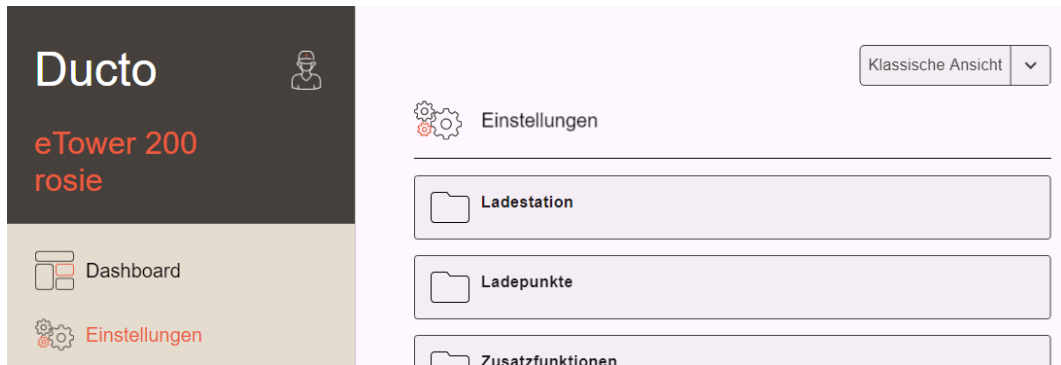 Ducto
eTower 200
rosie
Dashboard
Einstellungen
Klassische Ansicht
Einstellungen
Ladestation
Ladepunkte
Zusatzfunktionen